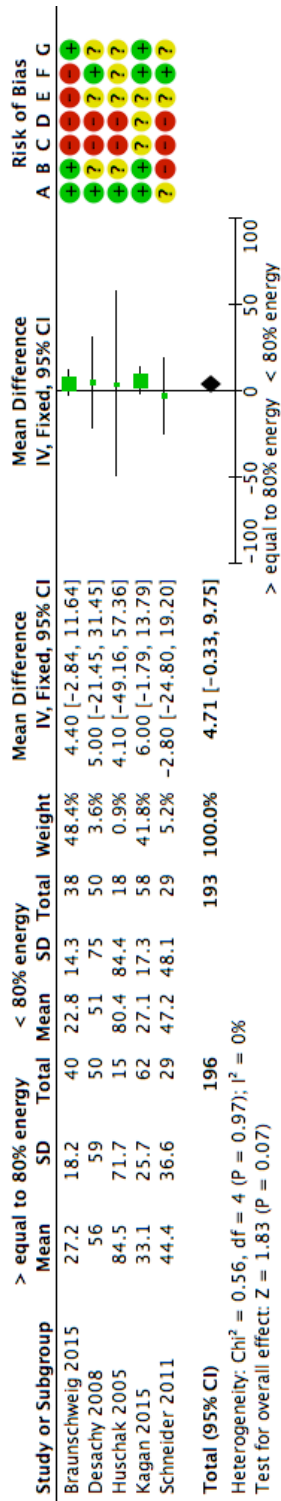 > equal to 80% energy < 80% energy Mean Difference Mean Difference Risk of Bias
Study or Subgroup Mean SD Total Mean SD Total Weight IV, Fixed, 95% CI IV, Fixed, 95% CI A B C D E F G
Braunschweig 2015 27.2 18.2 40 22.8 14.3 38 48.4% 4.40 [-2.84, 11.64] + + - - - - +
Desachy 2008 56 59 50 51 75 50 3.6% 5.00 [-21.45, 31.45] + ? - - ? + ?
Huschak 2005 84.5 71.7 15 80.4 84.4 18 0.9% 4.10 [-49.16, 57.36] + ? - - ? ? ?
Kagan 2015 33.1 25.7 62 27.1 17.3 58 41.8% 6.00 [-1.79, 13.79] + + ? ? ? + +
Schneider 2011 44.4 36.6 29 47.2 48.1 29 5.2% -2.80 [-24.80, 19.20] ? - - - ? + ?
Total (95% CI) 196 193 100.0% 4.71 [-0.33, 9.75]
Heterogeneity: Chi² = 0.56, df = 4 (P = 0.97); I² = 0%
Test for overall effect: Z = 1.83 (P = 0.07)
-100 -50 0 50 100
> equal to 80% energy < 80% energy